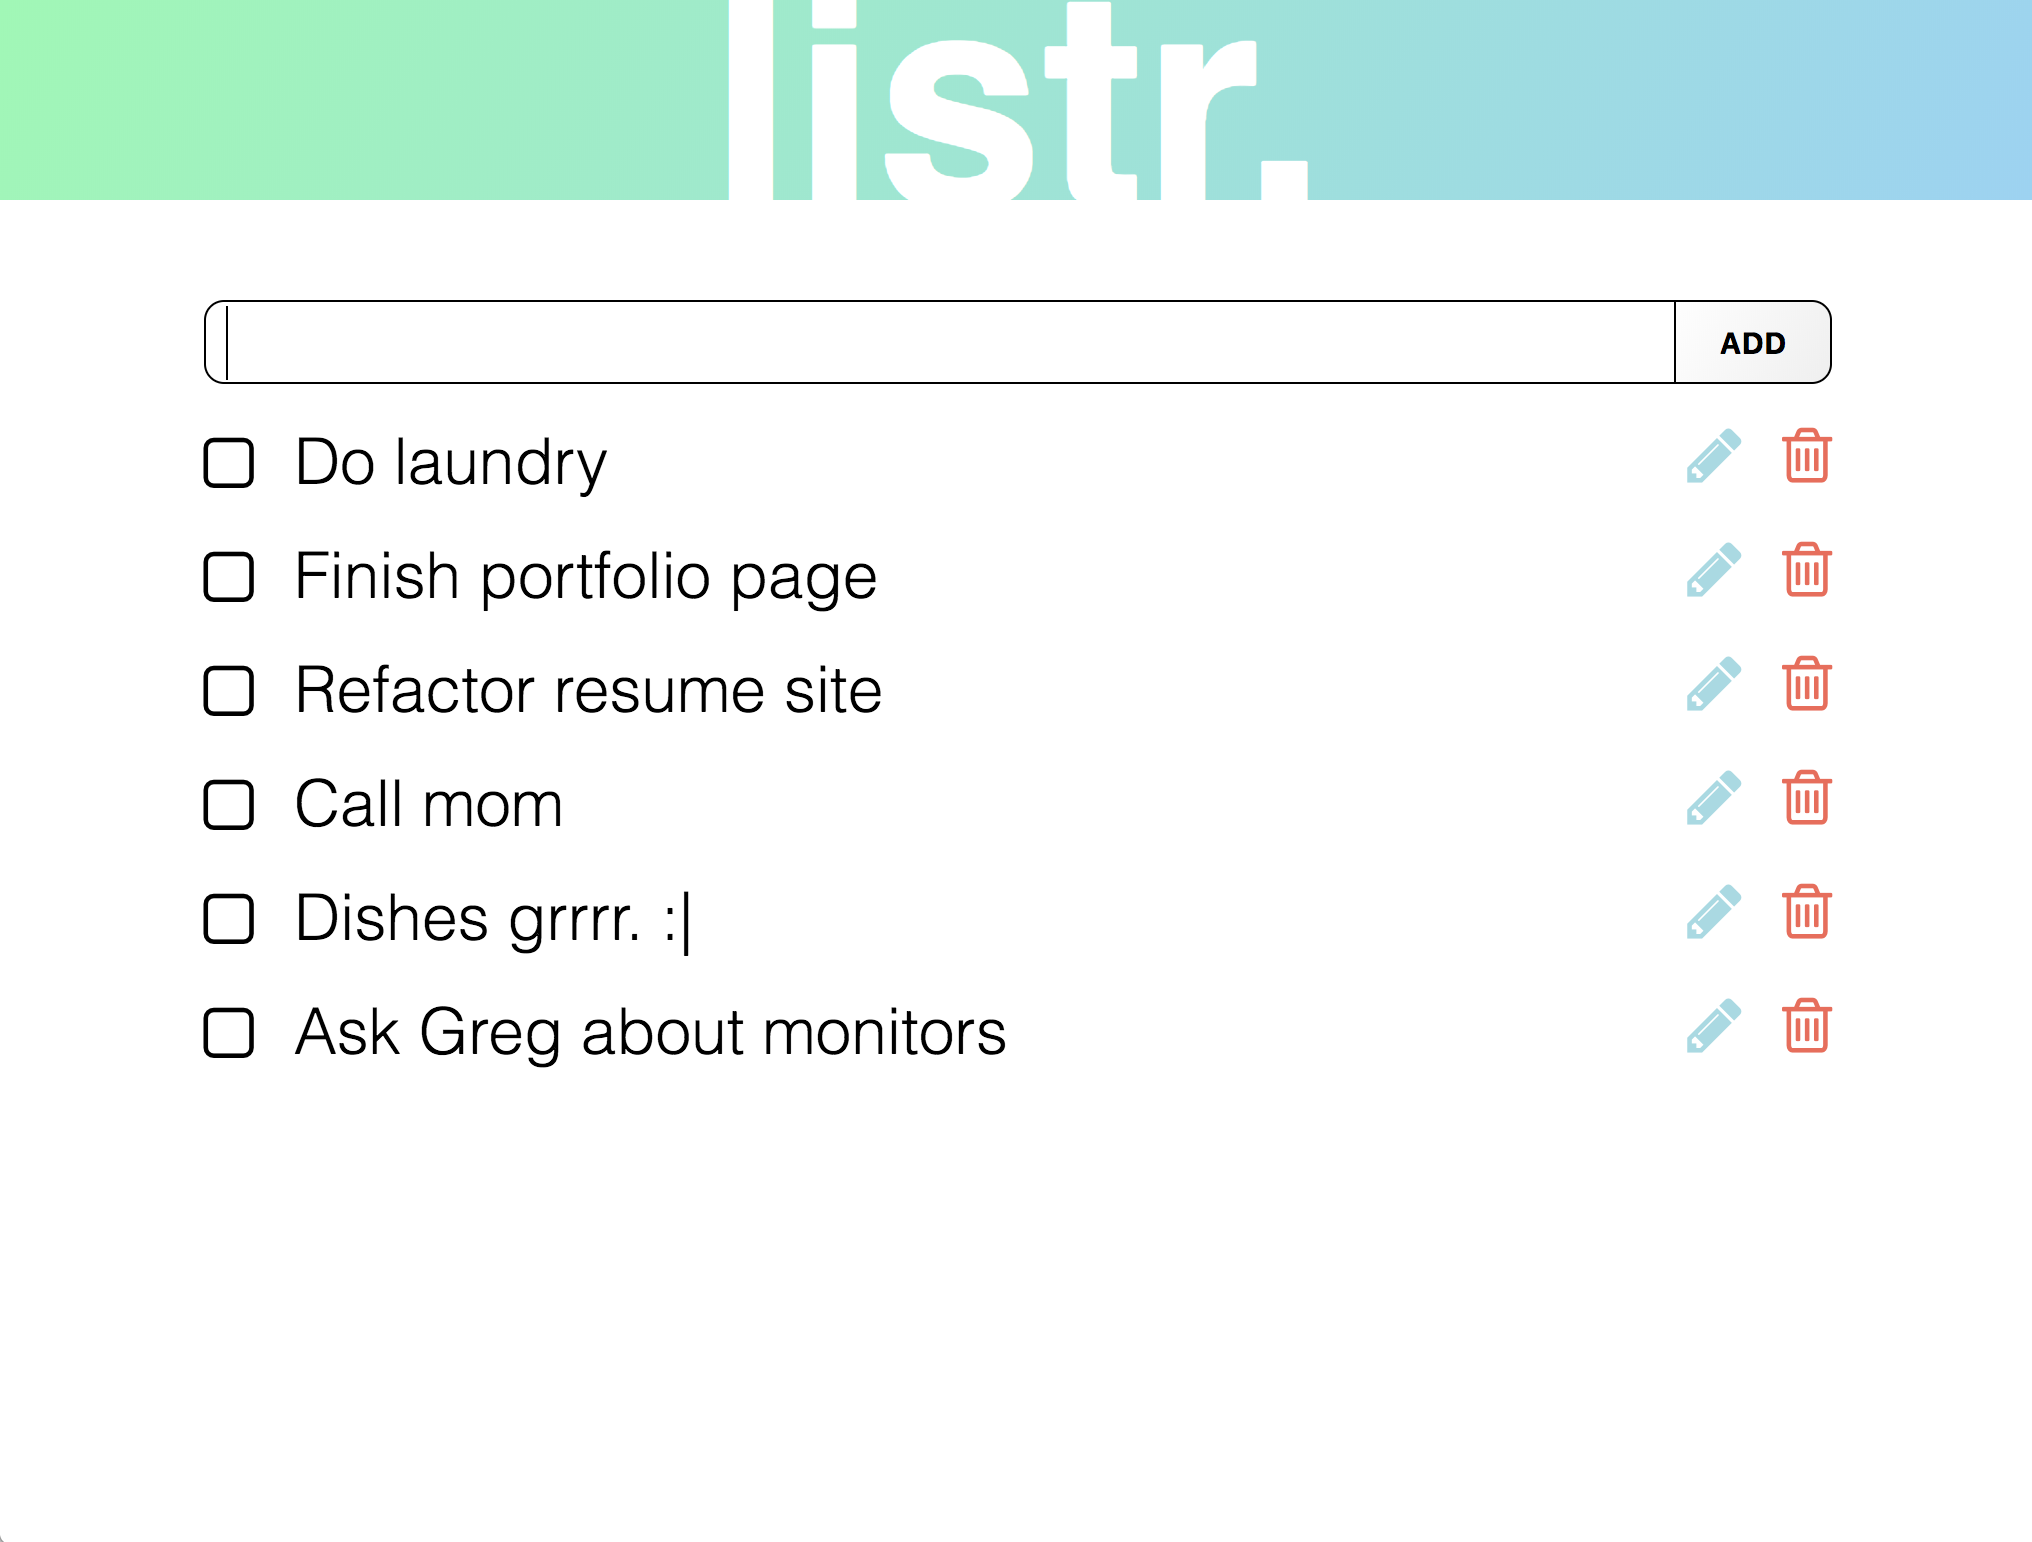 listr.
ADD
Do laundry
Finish portfolio page
Refactor resume site
Call mom
Dishes grrrr. :|
Ask Greg about monitors